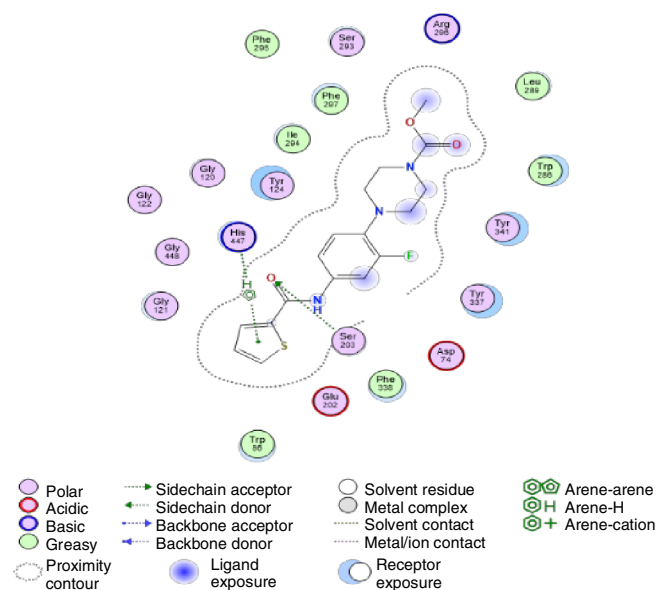 Arg
296
Ser
293
Phe
295
Leu
289
Phe
297
O
O
Ile
294
N
Trp
286
Gly
120
Tyr
124
Gly
122
N
Tyr
341
His
447
Gly
448
F
H
O
Tyr
337
Gly
121
N
H
S
Ser
203
Asp
74
Phe
338
Glu
202
Trp
86
Polar
Acidic
Basic
Greasy
Proximity
contour
Sidechain acceptor
Sidechain donor
Backbone acceptor
Backbone donor
Ligand
exposure
Solvent residue
Metal complex
Solvent contact
Metal/ion contact
Receptor
exposure
Arene-arene
H Arene-H
+ Arene-cation